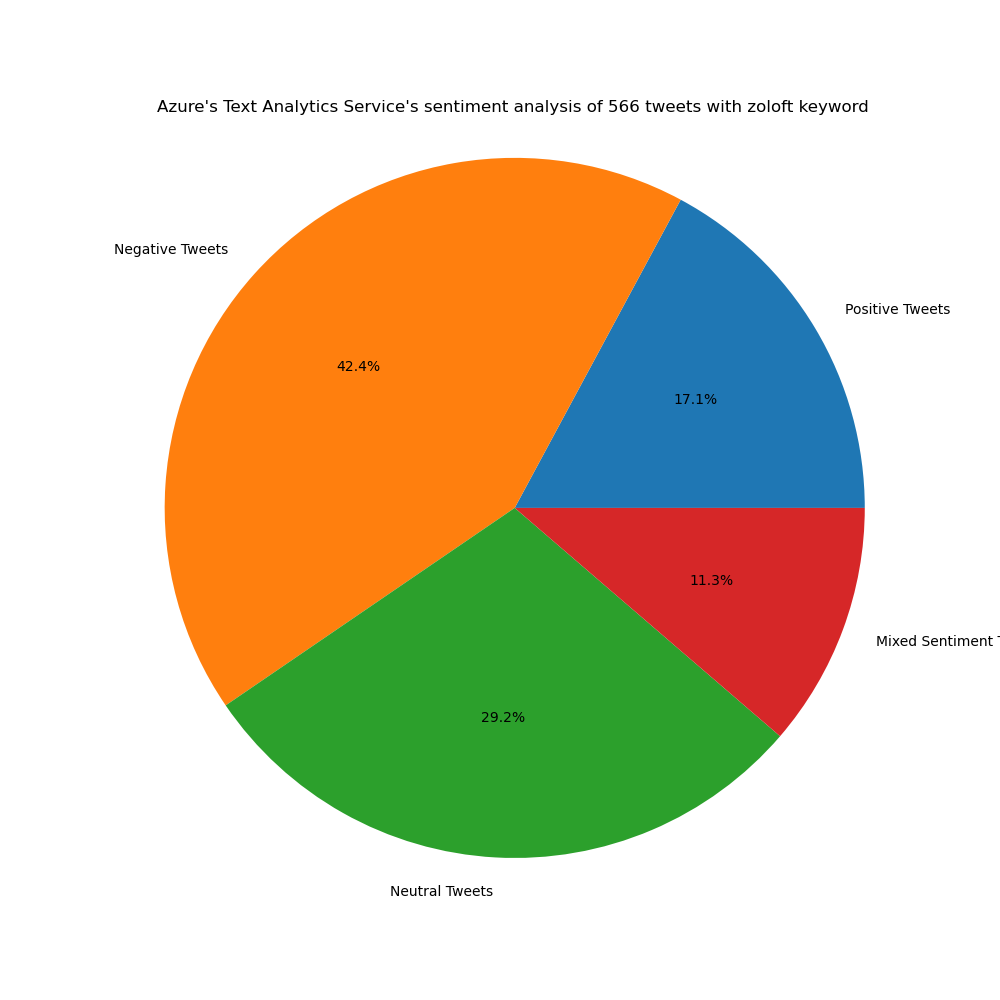 Azure's Text Analytics Service's sentiment analysis of 566 tweets with zoloft keyword
Negative Tweets
Positive Tweets
42.4%
17.1%
11.3%
Mixed Sentiment
29.2%
Neutral Tweets